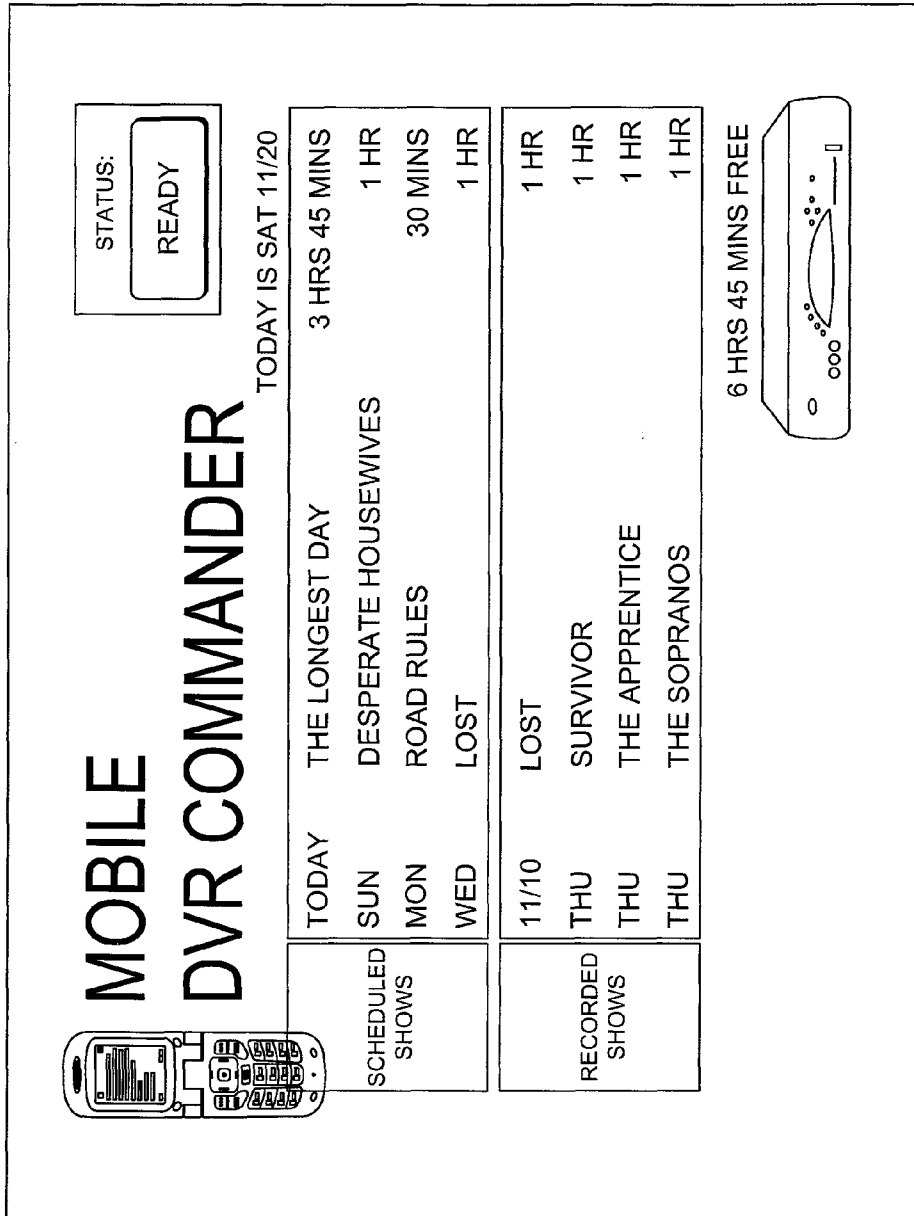 MOBILE
DVR COMMANDER
STATUS:
READY
TODAY IS SAT 11/20
SCHEDULED
SHOWS
TODAY THE LONGEST DAY 3 HRS 45 MINS
SUN DESPERATE HOUSEWIVES 1 HR
MON ROAD RULES 30 MINS
WED LOST 1 HR
RECORDED
SHOWS
11/10 LOST 1 HR
THU SURVIVOR 1 HR
THU THE APPRENTICE 1 HR
THU THE SOPRANOS 1 HR
6 HRS 45 MINS FREE